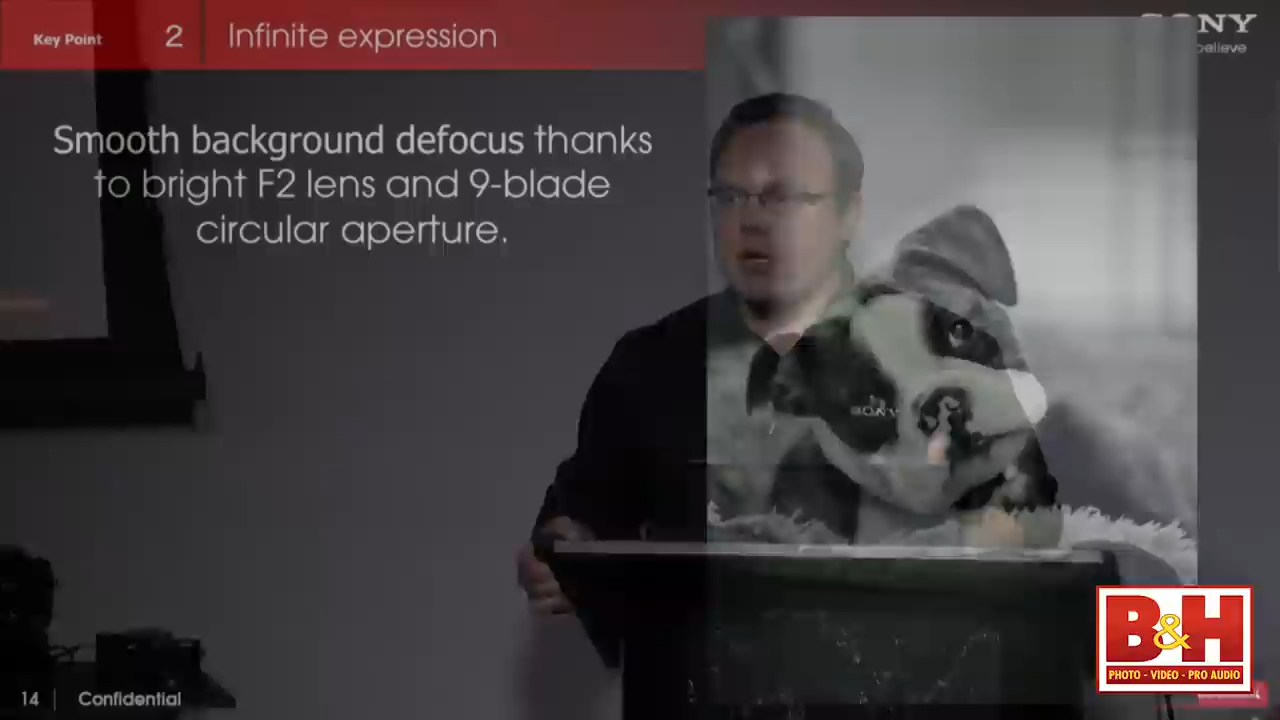 Key Point 2 Infinite expression
SONY
believe
Smooth background defocus thanks
to bright F2 lens and 9-blade
circular aperture.
SONY
B&H
PHOTO - VIDEO - PRO AUDIO
14 Confidential